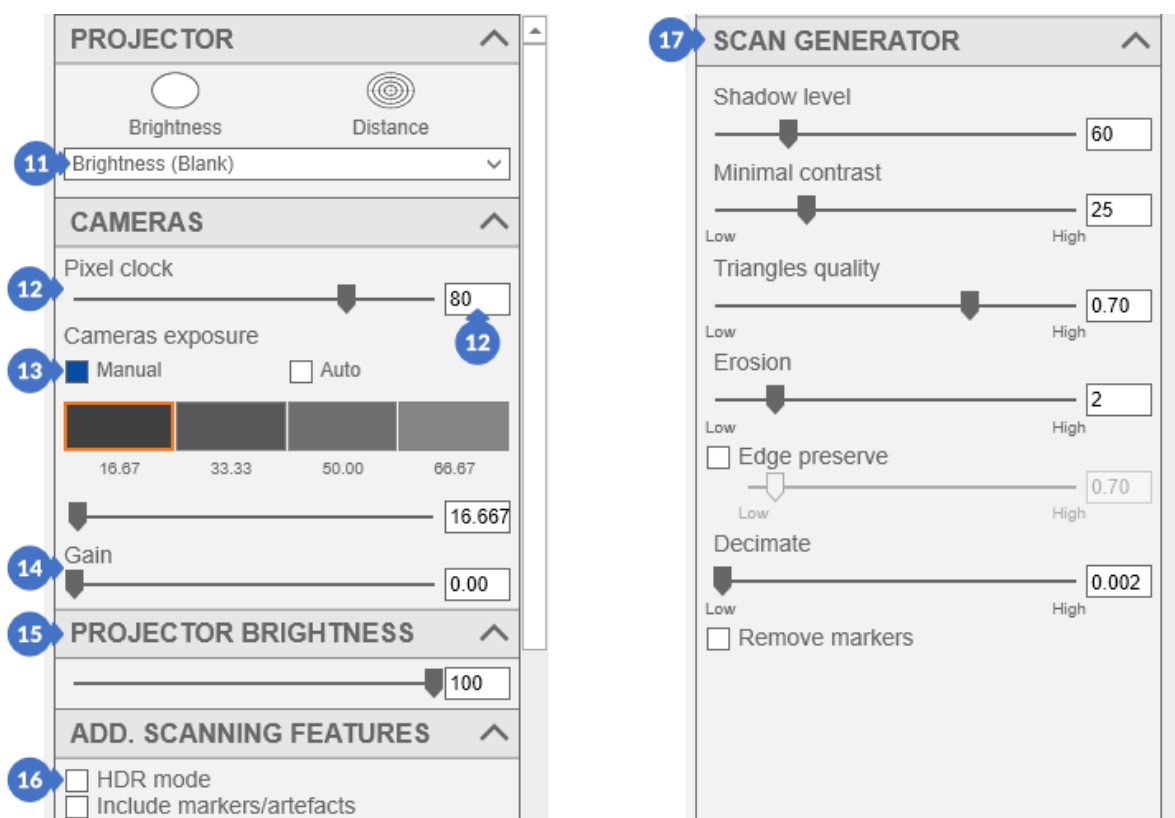 PROJECTOR
Brightness Distance
11 Brightness (Blank)
CAMERAS
Pixel clock
12 80
12
Cameras exposure
13 Manual Auto
16.67 33.33 50.00 66.67
16.667
Gain
14 0.00
15 PROJECTOR BRIGHTNESS
100
ADD. SCANNING FEATURES
16 HDR mode
Include markers/artefacts
17 SCAN GENERATOR
Shadow level
60
Minimal contrast
25
Low High
Triangles quality
0.70
Low High
Erosion
2
Low High
Edge preserve
0.70
Low High
Decimate
0.002
Low High
Remove markers